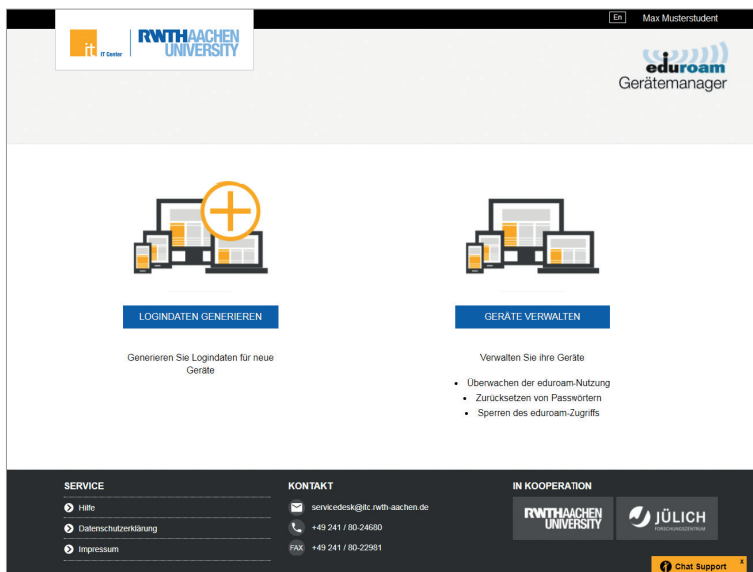 En Max Musterstudent
it IT Center RWTHAACHEN
UNIVERSITY
eduroam
Gerätemanager
LOGINDATEN GENERIEREN
Generieren Sie Logindaten für neue
Geräte
GERÄTE VERWALTEN
Verwalten Sie ihre Geräte
• Überwachen der eduroam-Nutzung
• Zurücksetzen von Passwörtern
• Sperren des eduroam-Zugriffs
SERVICE
Hilfe
Datenschutzerklärung
Impressum
KONTAKT
servicedesk@itc.rwth-aachen.de
+49 241 / 80-24680
FAX +49 241 / 80-22981
IN KOOPERATION
RWTHAACHEN
UNIVERSITY
JÜLICH
FORSCHUNGSZENTRUM
Chat Support x